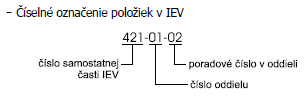 – Číselné označenie položiek v IEV
421-01-02
číslo samostatnej
časti IEV
poradové číslo v oddieli
číslo oddielu